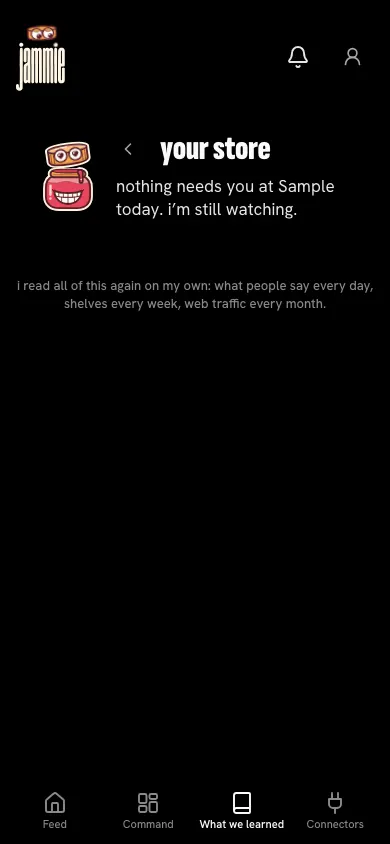 jammie
your store
nothing needs you at Sample
today. i’m still watching.
i read all of this again on my own: what people say every day,
shelves every week, web traffic every month.
Feed
Command
What we learned
Connectors